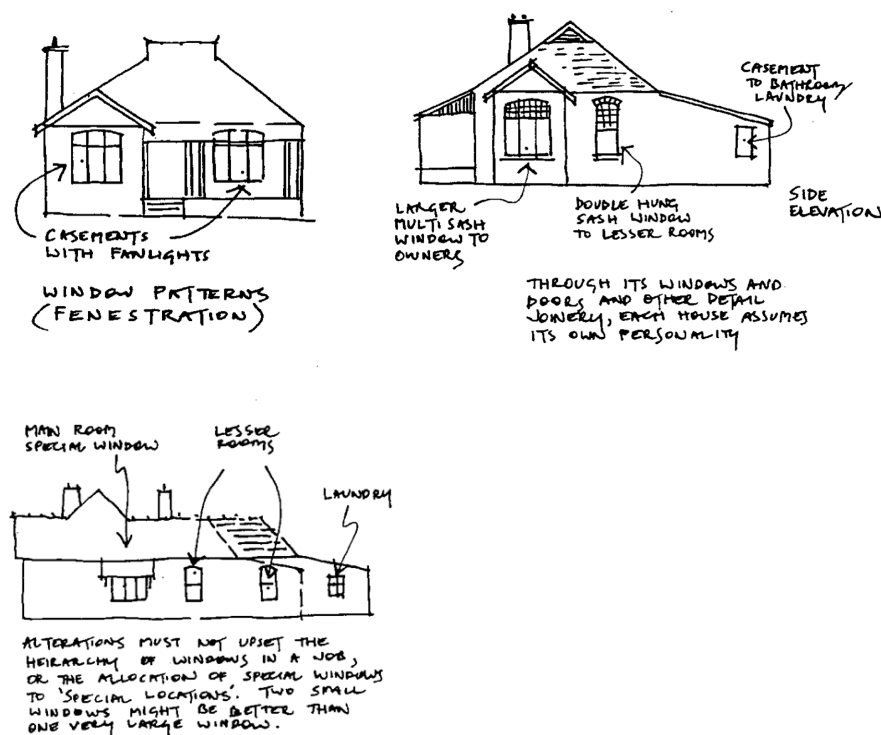 CASEMENTS
WITH FANLIGHTS
WINDOW PATTERNS
(FENESTRATION)
CASEMENT
TO BATHROOM
LAUNDRY
LARGER
MULTI SASH
WINDOW TO
OWNERS
DOUBLE HUNG
SASH WINDOW
TO LESSER ROOMS
SIDE
ELEVATION
THROUGH ITS WINDOWS AND
DOORS AND OTHER DETAIL
JOINERY, EACH HOUSE ASSUMES
ITS OWN PERSONALITY
MAIN ROOM
SPECIAL WINDOW
LESSER
ROOMS
LAUNDRY
ALTERATIONS MUST NOT UPSET THE
HEIRARCHY OF WINDOWS IN A JOB,
OR THE ALLOCATION OF SPECIAL WINDOWS
TO 'SPECIAL LOCATIONS'. TWO SMALL
WINDOWS MIGHT BE BETTER THAN
ONE VERY LARGE WINDOW.